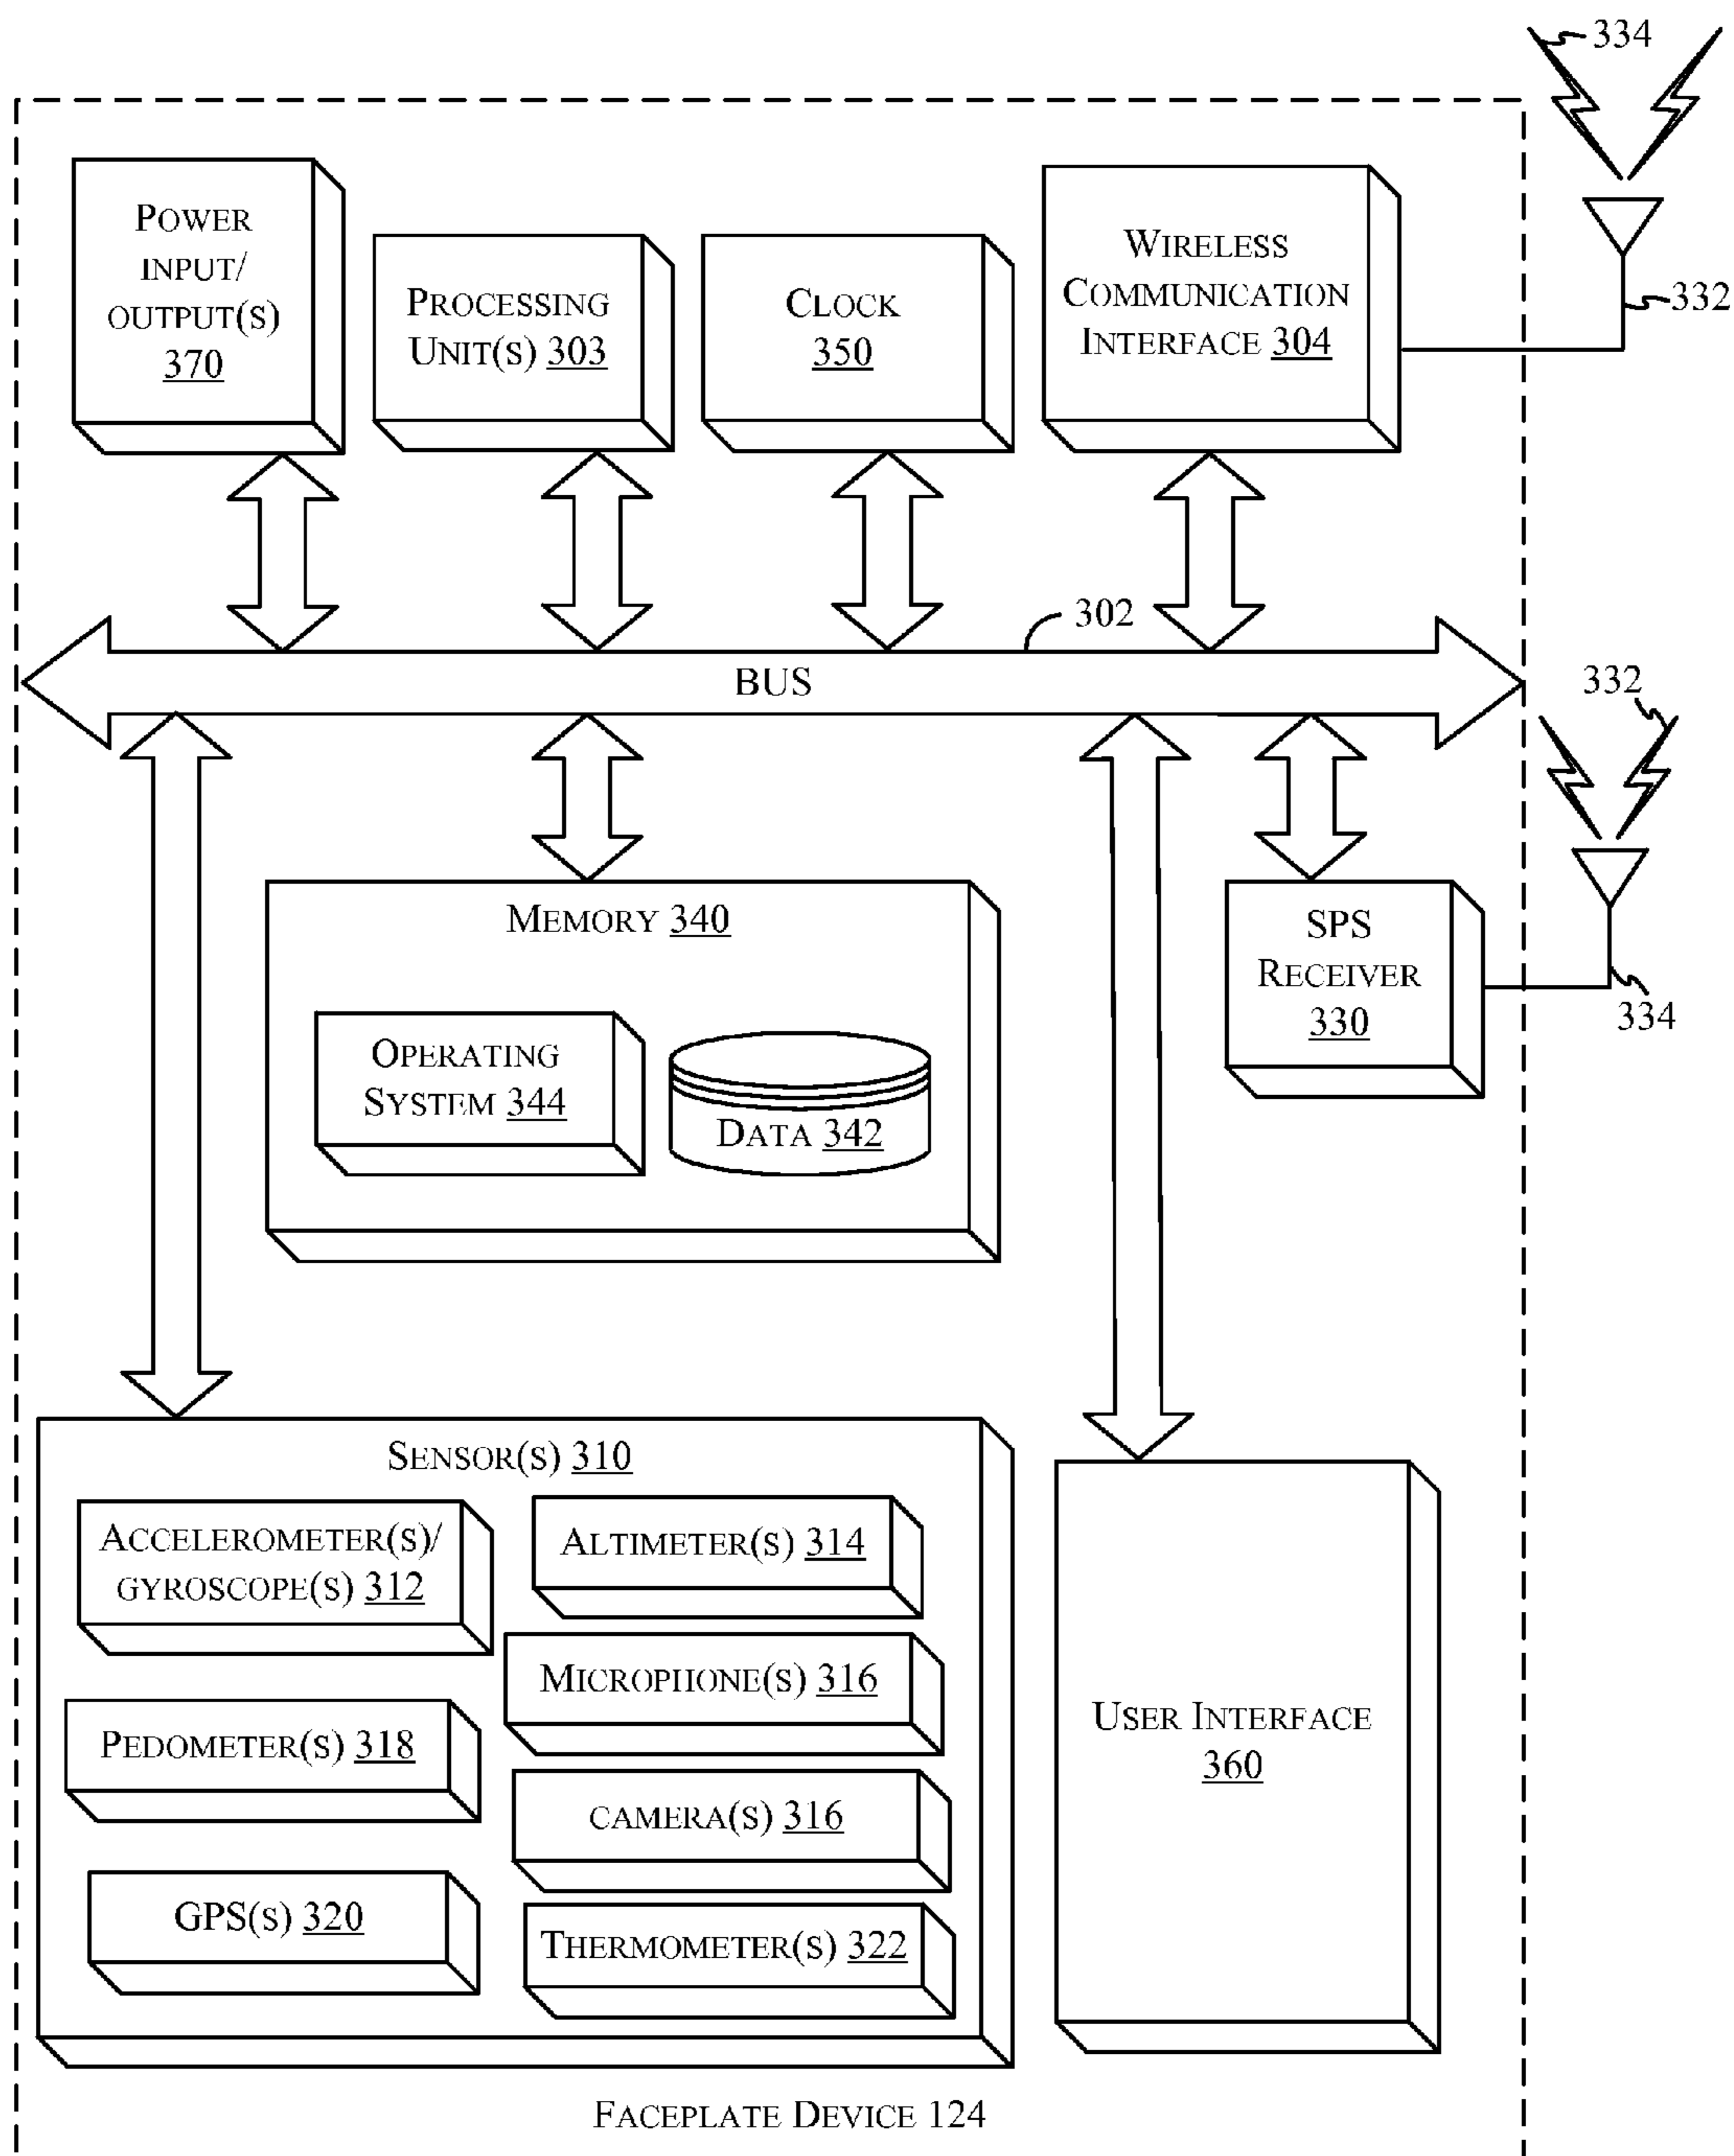 334
POWER
INPUT/
OUTPUT(S)
370
PROCESSING
UNIT(S) 303
CLOCK
350
WIRELESS
COMMUNICATION
INTERFACE 304
332
302
BUS
332
MEMORY 340
OPERATING
SYSTEM 344
DATA 342
SPS
RECEIVER
330
334
SENSOR(S) 310
ACCELEROMETER(S)/
GYROSCOPE(S) 312
ALTIMETER(S) 314
MICROPHONE(S) 316
PEDOMETER(S) 318
CAMERA(S) 316
GPS(S) 320
THERMOMETER(S) 322
USER INTERFACE
360
FACEPLATE DEVICE 124